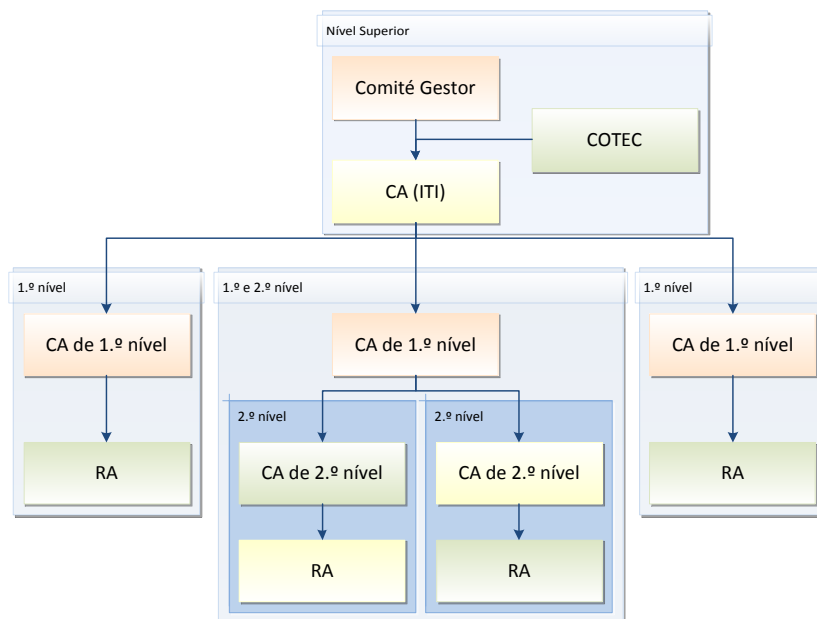 Nível Superior
Comité Gestor
COTEC
CA (ITI)
1.º nível
1.º e 2.º nível
1.º nível
CA de 1.º nível
CA de 1.º nível
CA de 1.º nível
2.º nível
2.º nível
RA
CA de 2.º nível
CA de 2.º nível
RA
RA
RA